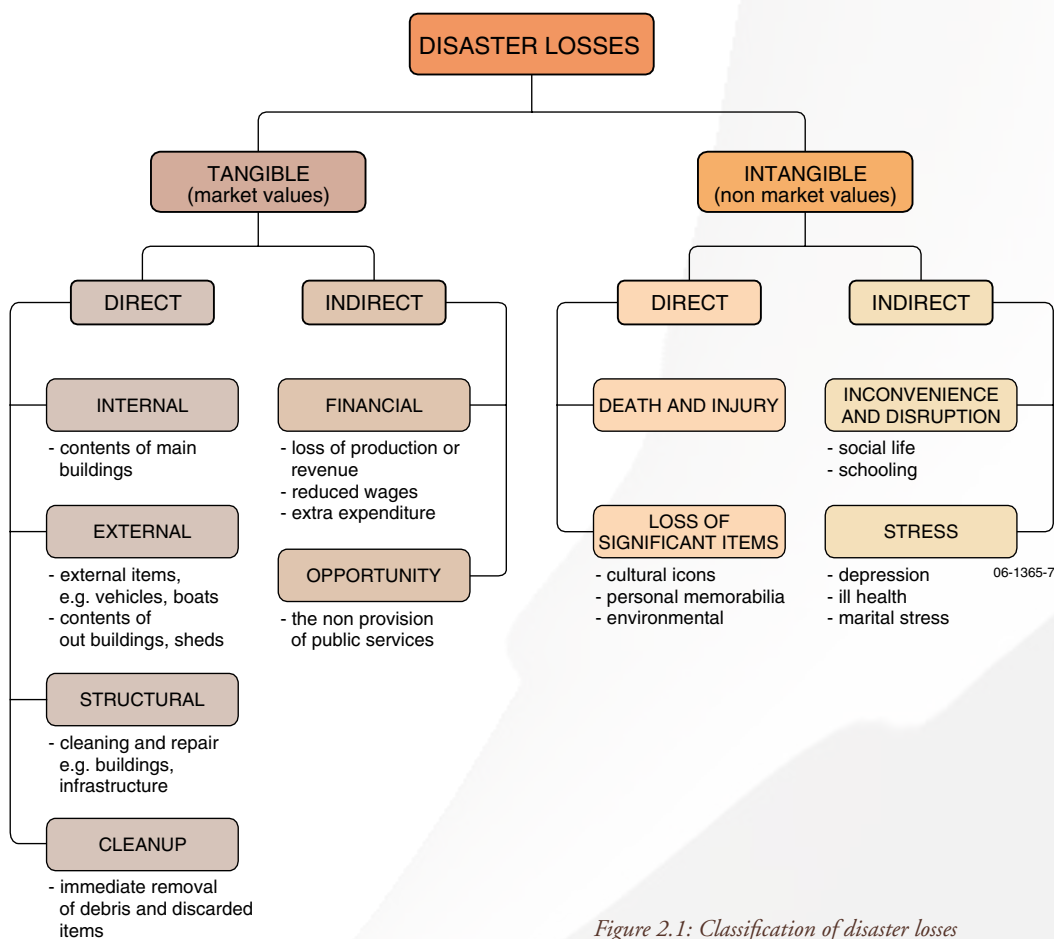 DISASTER LOSSES
TANGIBLE
(market values)
INTANGIBLE
(non market values)
DIRECT
INDIRECT
DIRECT
INDIRECT
INTERNAL
- contents of main
buildings
EXTERNAL
- external items,
e.g. vehicles, boats
- contents of
out buildings, sheds
STRUCTURAL
- cleaning and repair
e.g. buildings,
infrastructure
CLEANUP
- immediate removal
of debris and discarded
items
FINANCIAL
- loss of production or
revenue
- reduced wages
- extra expenditure
OPPORTUNITY
- the non provision
of public services
DEATH AND INJURY
LOSS OF
SIGNIFICANT ITEMS
- cultural icons
- personal memorabilia
- environmental
INCONVENIENCE
AND DISRUPTION
- social life
- schooling
STRESS
- depression
- ill health
- marital stress
06-1365-7
Figure 2.1: Classification of disaster losses